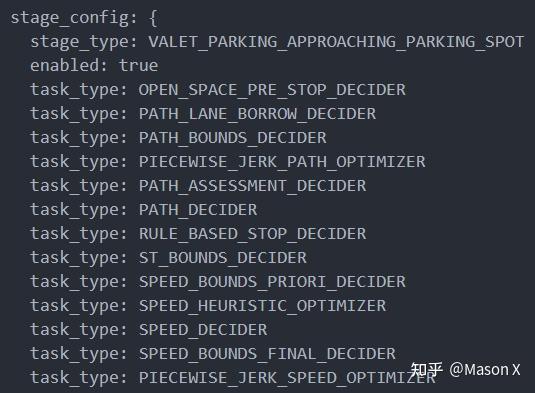 stage_config: {
stage_type: VALET_PARKING_APPROACHING_PARKING_SPOT
enabled: true
task_type: OPEN_SPACE_PRE_STOP_DECIDER
task_type: PATH_LANE_BORROW_DECIDER
task_type: PATH_BOUNDS_DECIDER
task_type: PIECEWISE_JERK_PATH_OPTIMIZER
task_type: PATH_ASSESSMENT_DECIDER
task_type: PATH_DECIDER
task_type: RULE_BASED_STOP_DECIDER
task_type: ST_BOUNDS_DECIDER
task_type: SPEED_BOUNDS_PRIORI_DECIDER
task_type: SPEED_HEURISTIC_OPTIMIZER
task_type: SPEED_DECIDER
task_type: SPEED_BOUNDS_FINAL_DECIDER
task_type: PIECEWISE_JERK_SPEED_OPTIMIZER
知乎 @Mason X